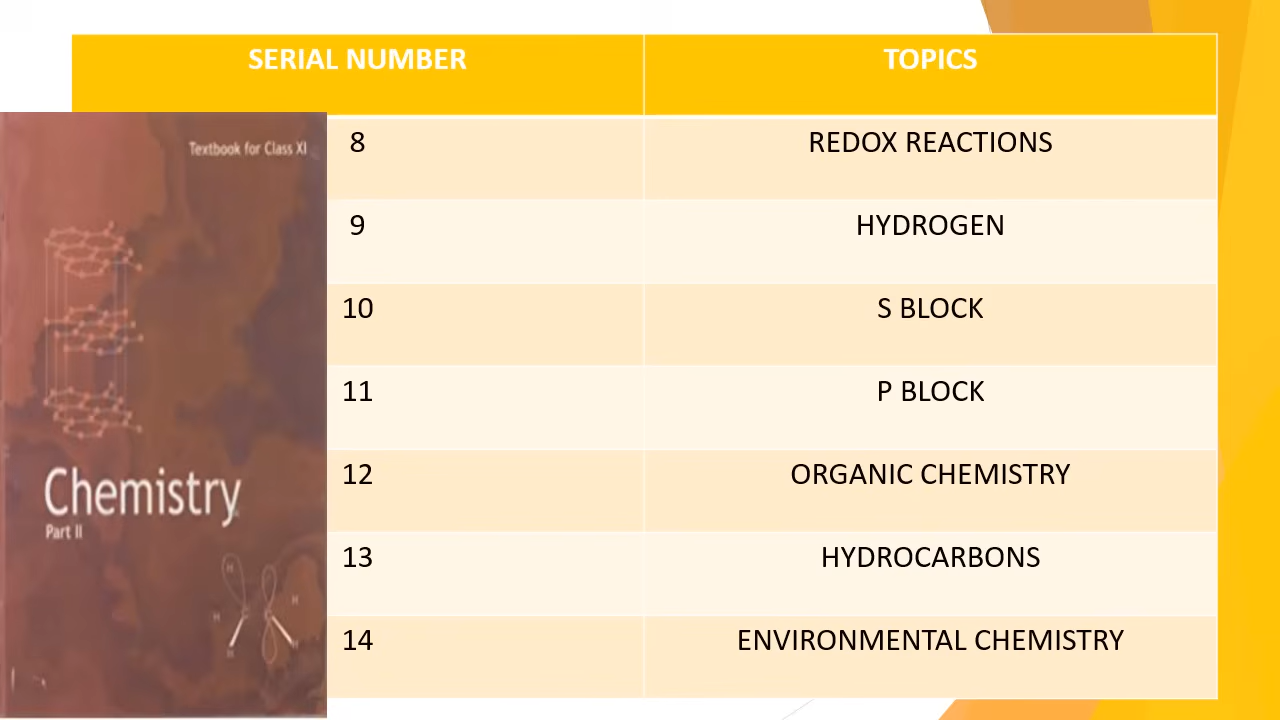 SERIAL NUMBER TOPICS
Textbook for Class XI
8 REDOX REACTIONS
9 HYDROGEN
10 S BLOCK
11 P BLOCK
12 ORGANIC CHEMISTRY
Chemistry
Part II
13 HYDROCARBONS
14 ENVIRONMENTAL CHEMISTRY
H
H
H
H
H